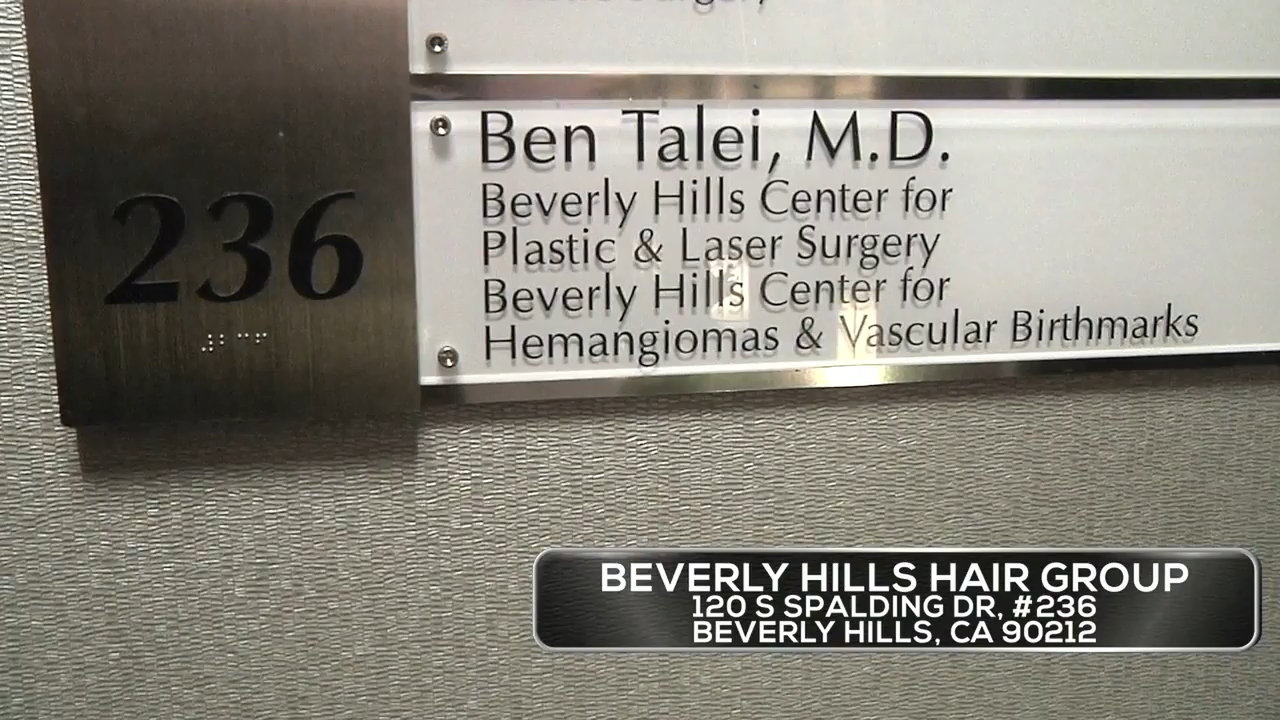 Surgery
Ben Talei, M.D.
Beverly Hills Center for
Plastic & Laser Surgery
Beverly Hills Center for
Hemangiomas & Vascular Birthmarks
236
BEVERLY HILLS HAIR GROUP
120 S SPALDING DR, #236
BEVERLY HILLS, CA 90212